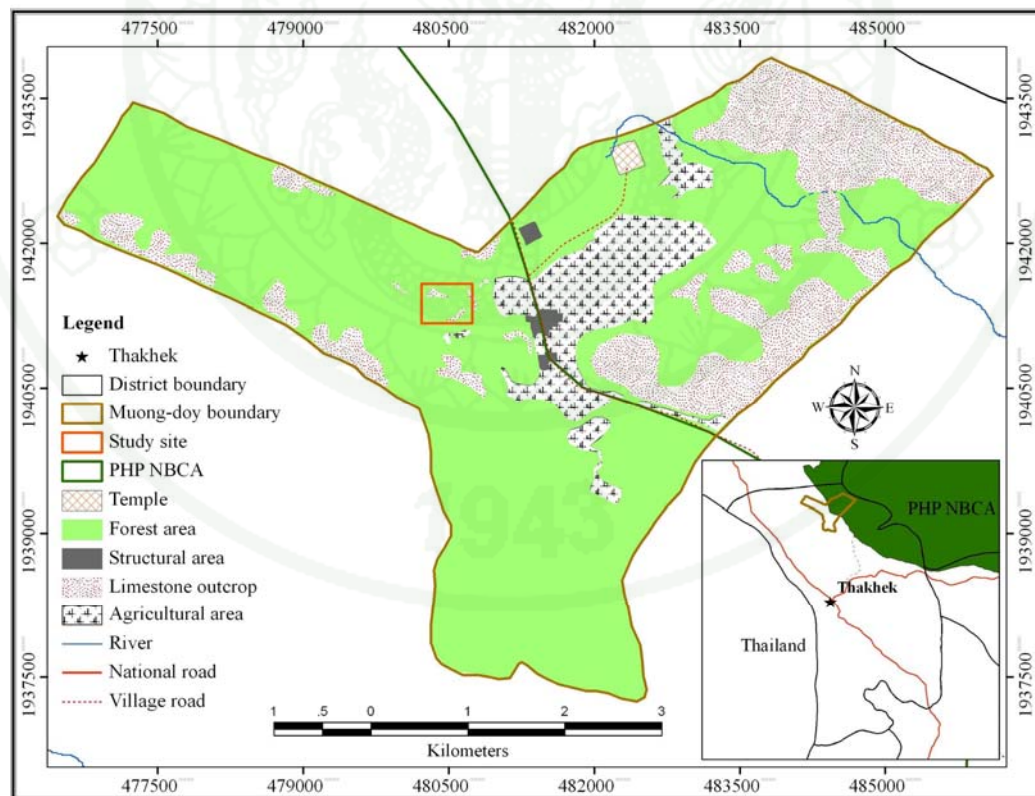 477500 479000 480500 482000 483500 485000
1943500 1943500
1942000 1942000
1940500 1940500
1939000 1939000
1937500 1937500
Legend
Thakhek
District boundary
Muong-doy boundary
Study site
PHP NBCA
Temple
Forest area
Structural area
Limestone outcrop
Agricultural area
River
National road
Village road
1943
N
W E
S
1 .5 0 1 2 3
Kilometers
PHP NBCA
Thakhek
Thailand
477500 479000 480500 482000 483500 485000